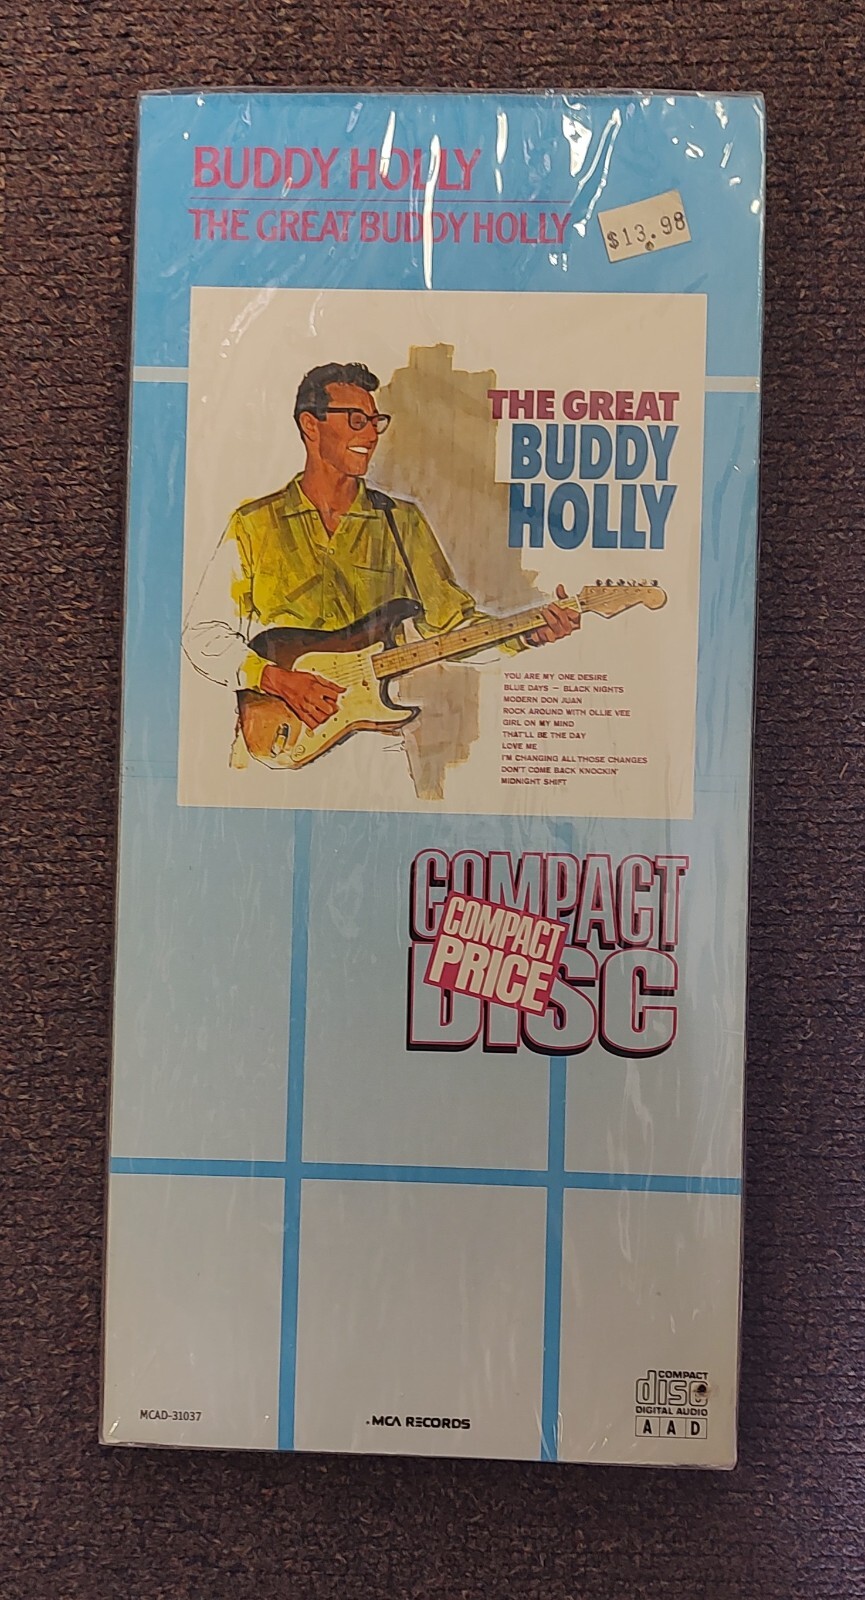 BUDDY HOLLY
THE GREAT BUDDY HOLLY
$13.98
THE GREAT
BUDDY
HOLLY
YOU ARE MY ONE DESIRE
BLUE DAYS — BLACK NIGHTS
MODERN DON JUAN
ROCK AROUND WITH OLLIE VEE
GIRL ON MY MIND
THAT'LL BE THE DAY
LOVE ME
I'M CHANGING ALL THOSE CHANGES
DON'T COME BACK KNOCKIN'
MIDNIGHT SHIFT
COMPACT
COMPACT
PRICE
DISC
MCAD-31037
MCA RECORDS
COMPACT
disc
DIGITAL AUDIO
A A D